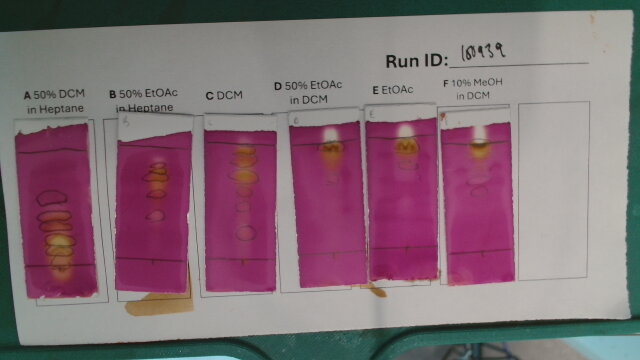 Run ID: 100939
A 50% DCM
in Heptane
B 50% EtOAc
in Heptane
C DCM
D 50% EtOAc
in DCM
E EtOAc
F 10% MeOH
in DCM
E